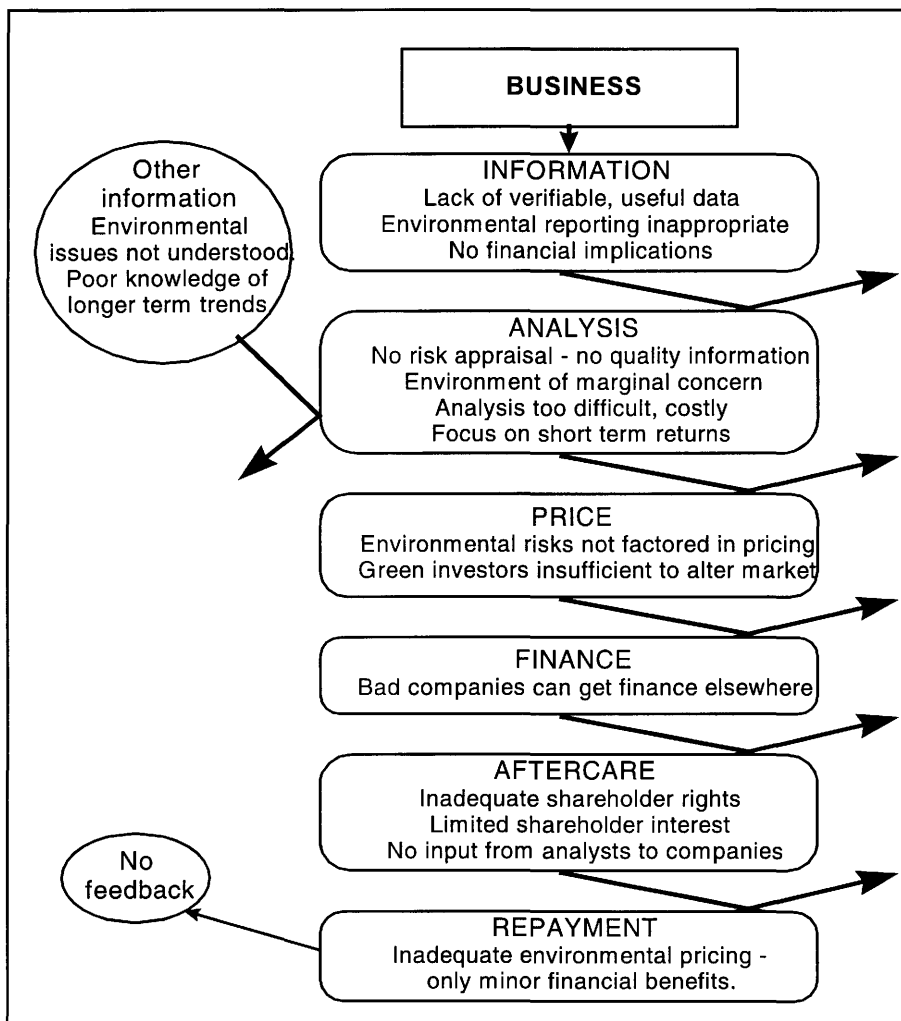 BUSINESS
Other
information
Environmental
issues not understood.
Poor knowledge of
longer term trends
INFORMATION
Lack of verifiable, useful data
Environmental reporting inappropriate
No financial implications
ANALYSIS
No risk appraisal - no quality information
Environment of marginal concern
Analysis too difficult, costly
Focus on short term returns
PRICE
Environmental risks not factored in pricing
Green investors insufficient to alter market
FINANCE
Bad companies can get finance elsewhere
AFTERCARE
Inadequate shareholder rights
Limited shareholder interest
No input from analysts to companies
No
feedback
REPAYMENT
Inadequate environmental pricing -
only minor financial benefits.